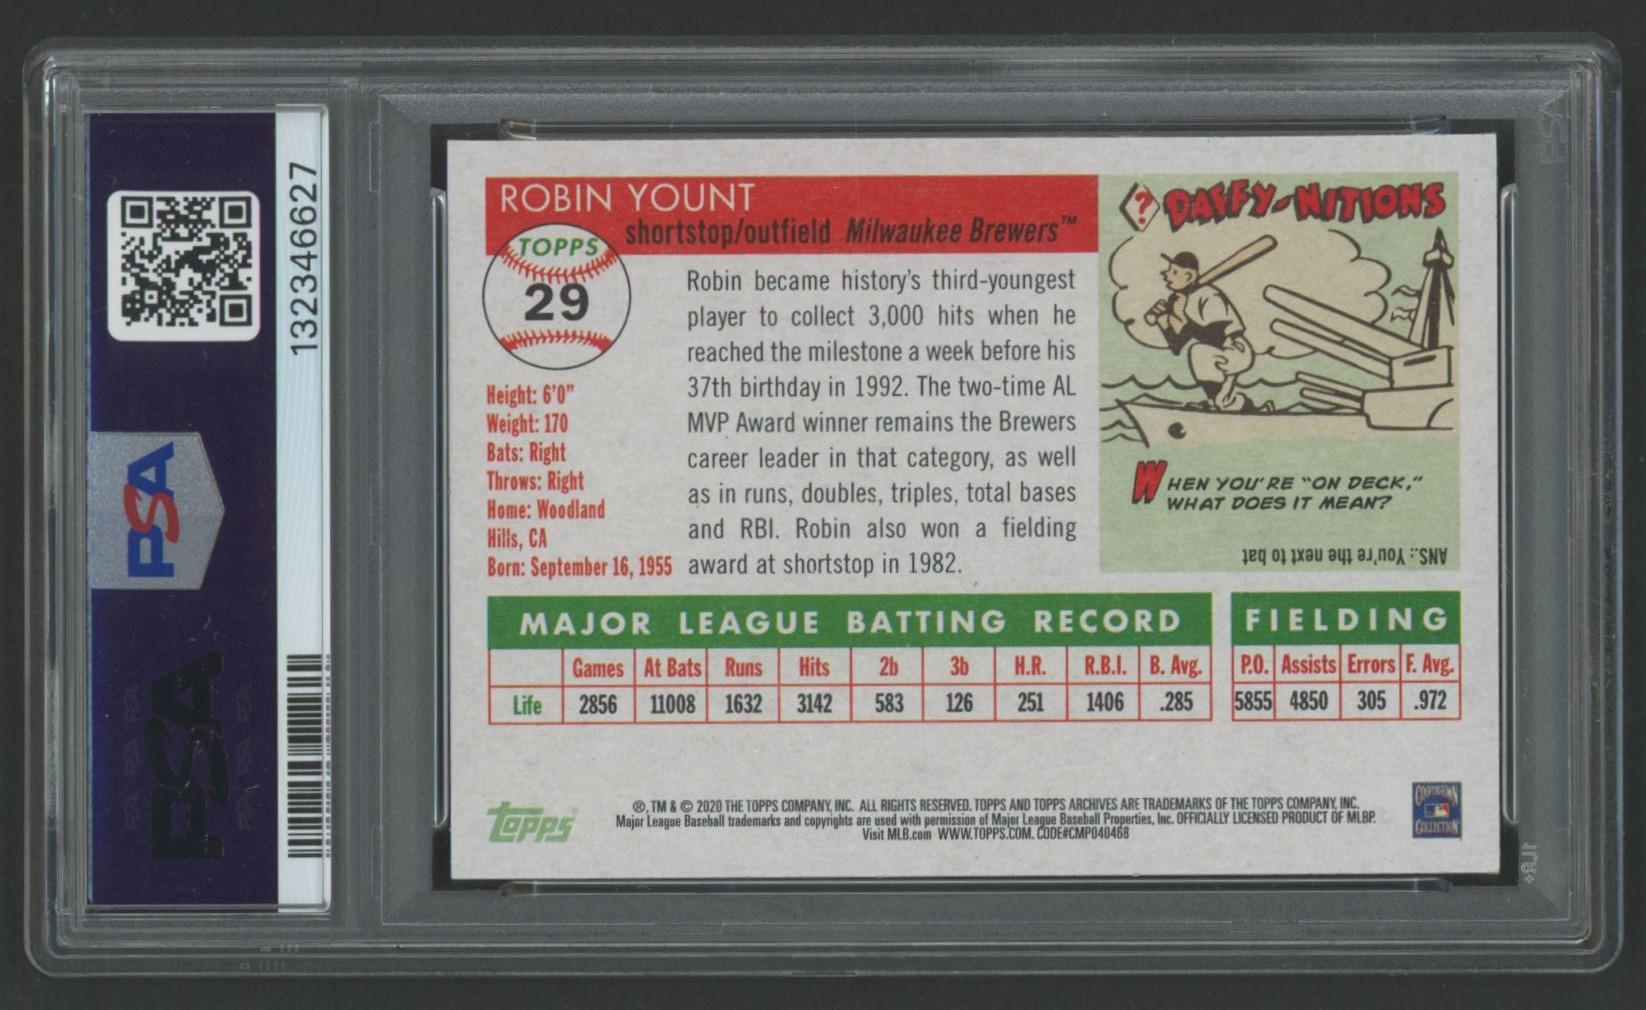 132346627
PSA
PSA
ROBIN YOUNT
shortstop/outfield Milwaukee Brewers™
TOPPS
29
Height: 6'0"
Weight: 170
Bats: Right
Throws: Right
Home: Woodland
Hills, CA
Born: September 16, 1955
Robin became history's third-youngest
player to collect 3,000 hits when he
reached the milestone a week before his
37th birthday in 1992. The two-time AL
MVP Award winner remains the Brewers
career leader in that category, as well
as in runs, doubles, triples, total bases
and RBI. Robin also won a fielding
award at shortstop in 1982.
? DAFFY-NITIONS
WHEN YOU'RE "ON DECK,"
WHAT DOES IT MEAN?
ANS.: You're the next to bat
MAJOR LEAGUE BATTING RECORD
Games At Bats Runs Hits 2b 3b H.R. R.B.I. B. Avg.
Life 2856 11008 1632 3142 583 126 251 1406 .285
FIELDING
P.O. Assists Errors F. Avg.
5855 4850 305 .972
topps
®, TM & © 2020 THE TOPPS COMPANY, INC. ALL RIGHTS RESERVED. TOPPS AND TOPPS ARCHIVES ARE TRADEMARKS OF THE TOPPS COMPANY, INC.
Major League Baseball trademarks and copyrights are used with permission of Major League Baseball Properties, Inc. OFFICIALLY LICENSED PRODUCT OF MLBP.
Visit MLB.com WWW.TOPPS.COM. CODE#CMP040468
COOPERSTOWN
COLLECTION